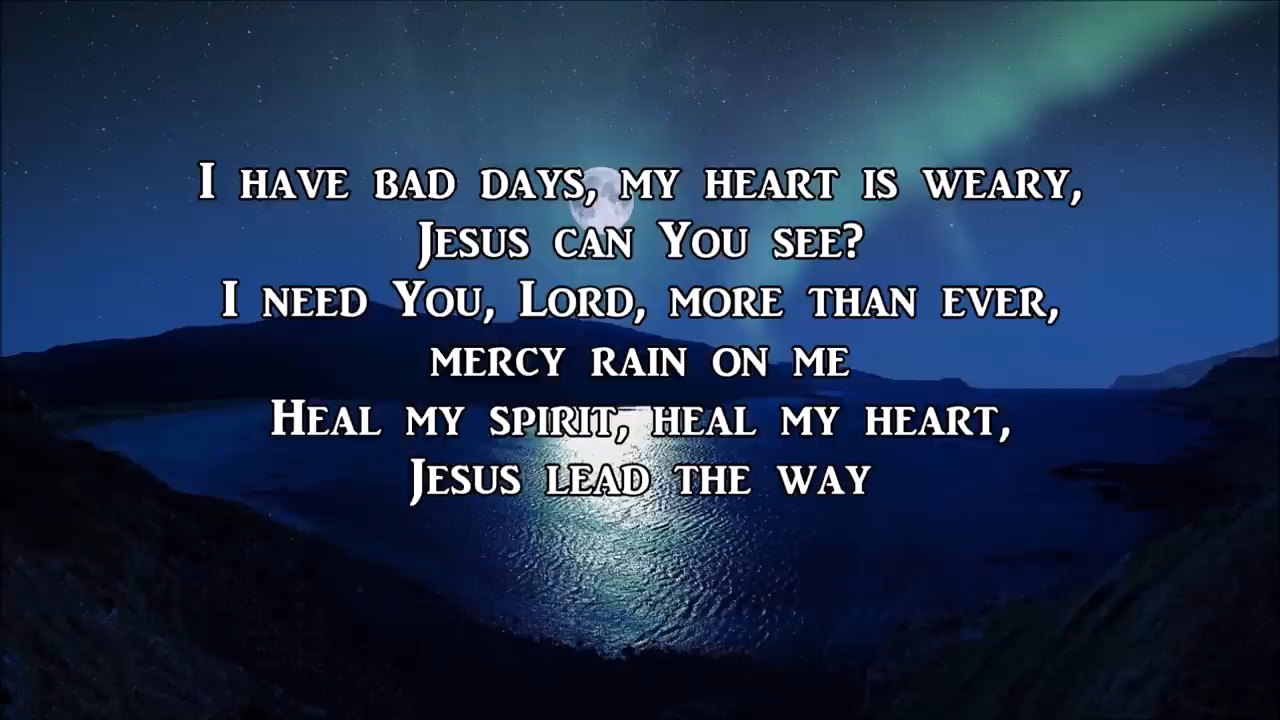 I have bad days, my heart is weary,
Jesus can You see?
I need You, Lord, more than ever,
mercy rain on me
Heal my spirit, heal my heart,
Jesus lead the way